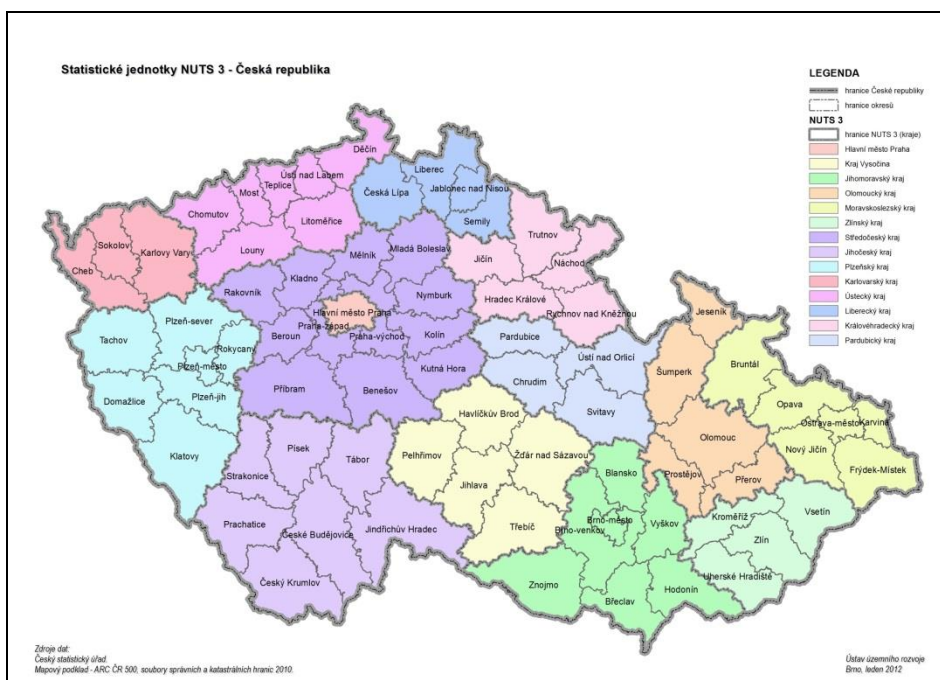 Statistické jednotky NUTS 3 - Česká republika
LEGENDA
hranice České republiky
hranice okresů
NUTS 3
hranice NUTS 3 (kraje)
Hlavní město Praha
Kraj Vysočina
Jihomoravský kraj
Olomoucký kraj
Moravskoslezský kraj
Zlínský kraj
Středočeský kraj
Jihočeský kraj
Plzeňský kraj
Karlovarský kraj
Ústecký kraj
Liberecký kraj
Královéhradecký kraj
Pardubický kraj
Děčín
Ústí nad Labem
Teplice
Most
Chomutov
Litoměřice
Louny
Liberec
Česká Lípa
Jablonec nad Nisou
Semily
Sokolov
Karlovy Vary
Cheb
Trutnov
Jičín
Náchod
Hradec Králové
Rychnov nad Kněžnou
Mladá Boleslav
Mělník
Kladno
Rakovník
Nymburk
Hlavní město Praha
Praha-západ
Praha-východ
Beroun
Kolín
Kutná Hora
Příbram
Benešov
Plzeň-sever
Tachov
Rokycany
Plzeň-město
Plzeň-jih
Domažlice
Klatovy
Pardubice
Ústí nad Orlicí
Chrudim
Svitavy
Jeseník
Šumperk
Olomouc
Prostějov
Přerov
Bruntál
Opava
Ostrava-město
Karviná
Nový Jičín
Frýdek-Místek
Havlíčkův Brod
Pelhřimov
Žďár nad Sázavou
Jihlava
Třebíč
Písek
Tábor
Strakonice
Prachatice
České Budějovice
Jindřichův Hradec
Český Krumlov
Blansko
Brno-město
Brno-venkov
Vyškov
Znojmo
Břeclav
Hodonín
Kroměříž
Vsetín
Zlín
Uherské Hradiště
Zdroje dat:
Český statistický úřad.
Mapový podklad - ARC ČR 500, soubory správních a katastrálních hranic 2010.
Ústav územního rozvoje
Brno, leden 2012